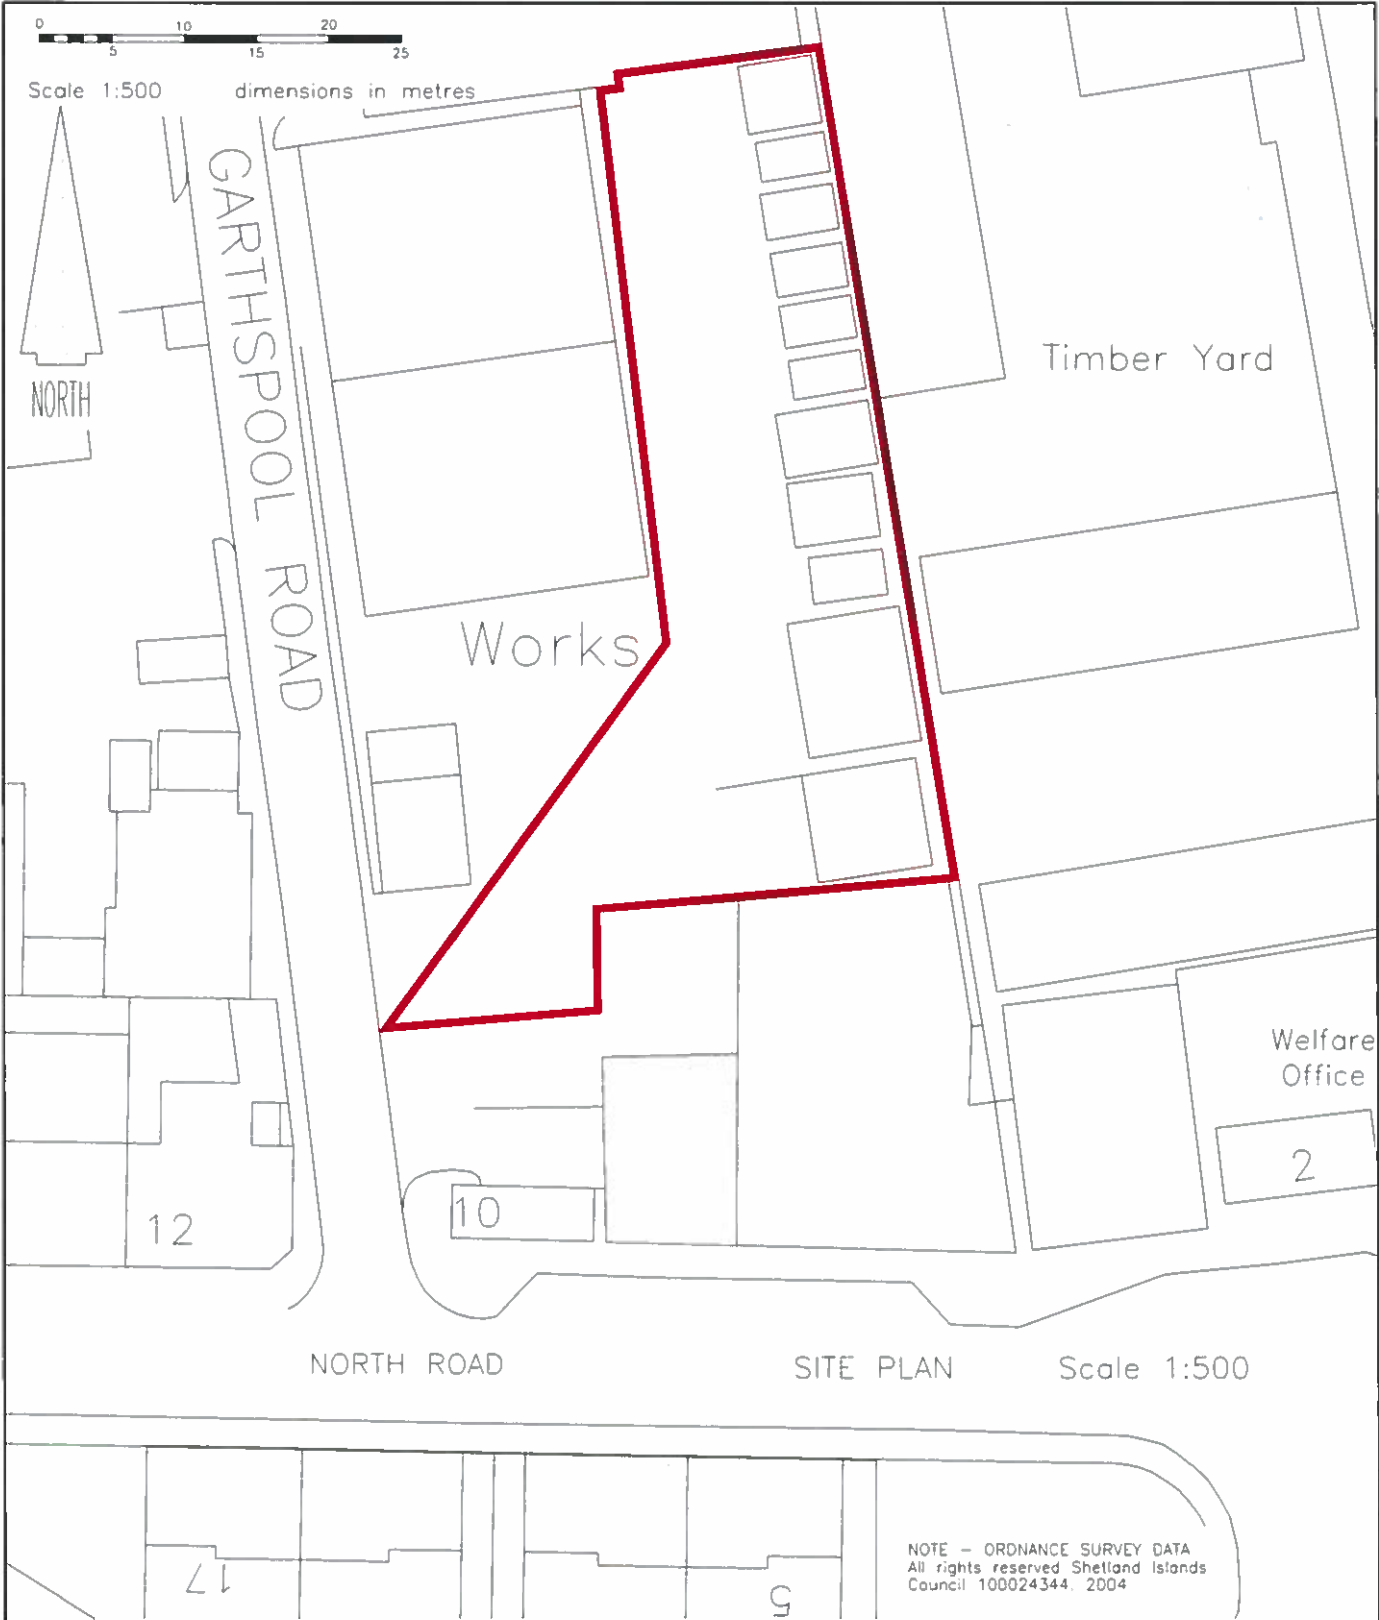 0 10 20
5 15 25
Scale 1:500 dimensions in metres
NORTH
GARTHSPOOL ROAD
Timber Yard
Works
Welfare
Office
2
10
12
NORTH ROAD
SITE PLAN Scale 1:500
17
5
NOTE – ORDNANCE SURVEY DATA
All rights reserved Shetland Islands
Council 100024344. 2004